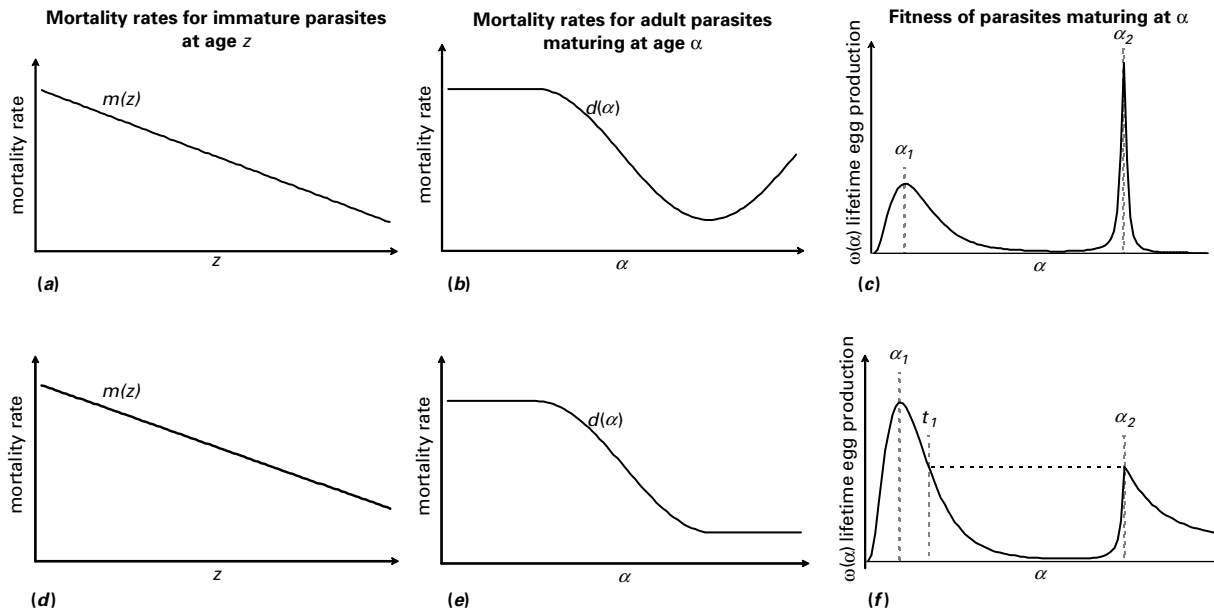 Mortality rates for immature parasites
at age z
Mortality rates for adult parasites
maturing at age α
Fitness of parasites maturing at α
mortality rate
m(z)
z
(a)
mortality rate
d(α)
α
(b)
ω(α) lifetime egg production
α1
α2
α
(c)
mortality rate
m(z)
z
(d)
mortality rate
d(α)
α
(e)
ω(α) lifetime egg production
α1
t1
α2
α
(f)